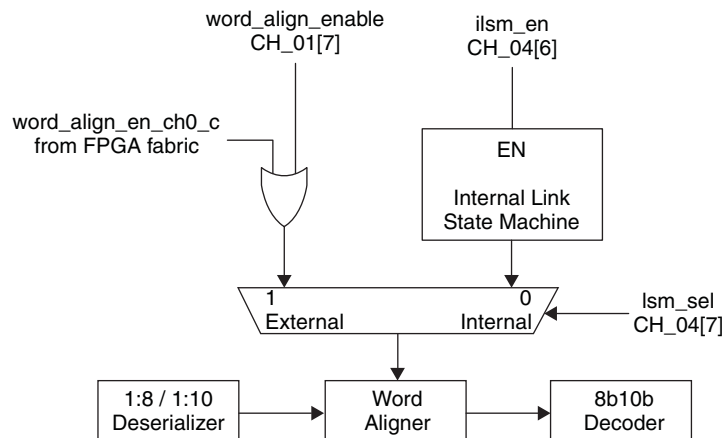 word_align_enable
CH_01[7]
ilsm_en
CH_04[6]
word_align_en_ch0_c
from FPGA fabric
EN
Internal Link
State Machine
1
0
External
Internal
lsm_sel
CH_04[7]
1:8 / 1:10
Deserializer
Word
Aligner
8b10b
Decoder